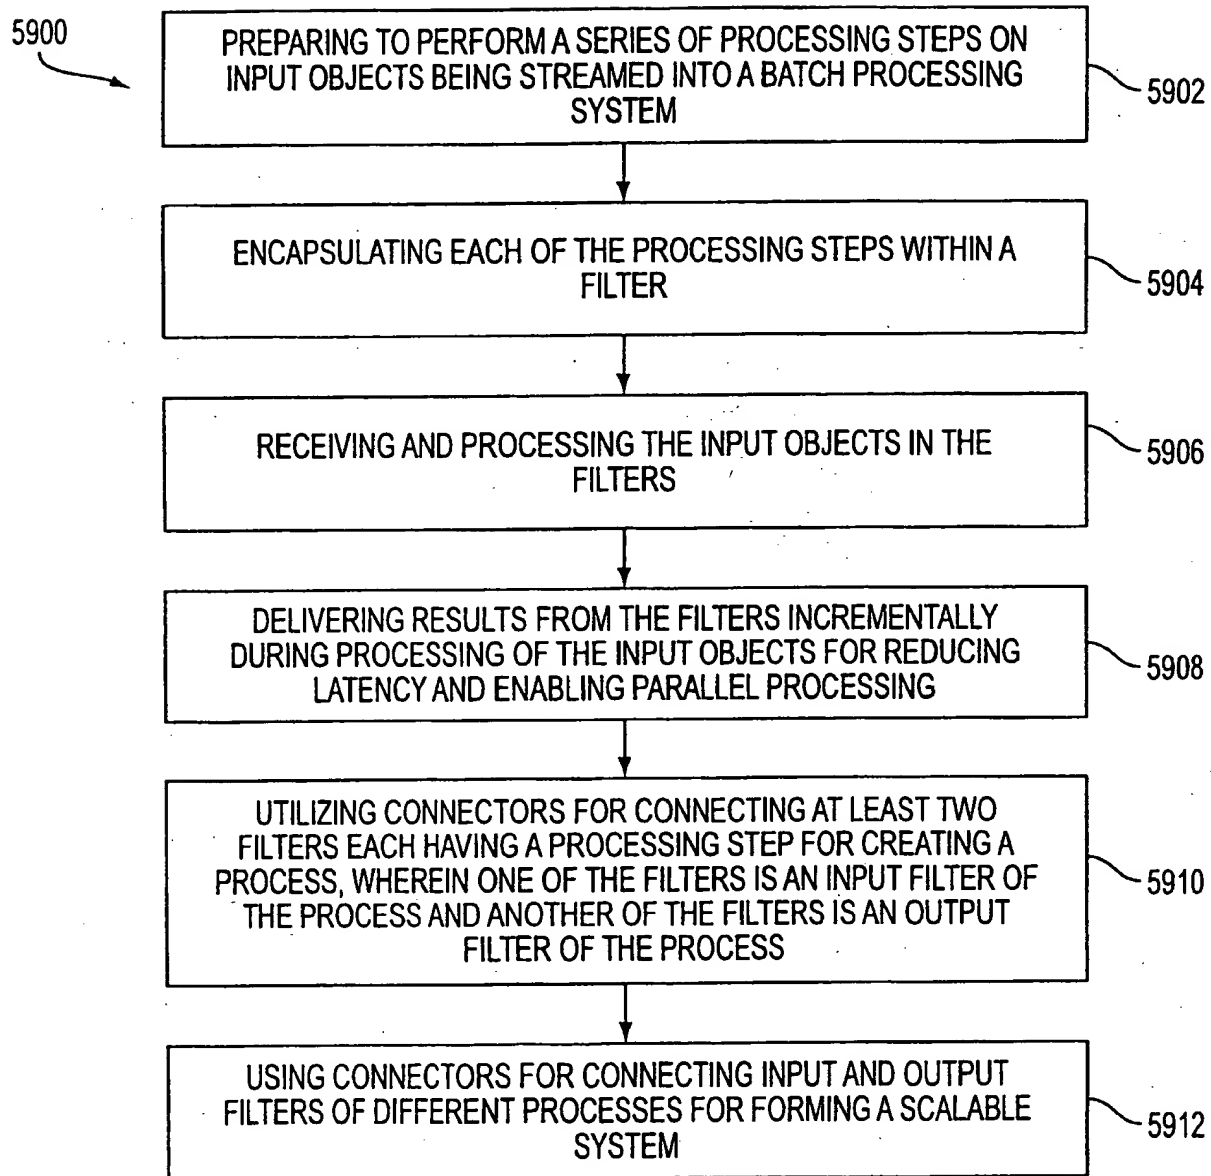 5900
PREPARING TO PERFORM A SERIES OF PROCESSING STEPS ON
INPUT OBJECTS BEING STREAMED INTO A BATCH PROCESSING
SYSTEM
5902
ENCAPSULATING EACH OF THE PROCESSING STEPS WITHIN A
FILTER
5904
RECEIVING AND PROCESSING THE INPUT OBJECTS IN THE
FILTERS
5906
DELIVERING RESULTS FROM THE FILTERS INCREMENTALLY
DURING PROCESSING OF THE INPUT OBJECTS FOR REDUCING
LATENCY AND ENABLING PARALLEL PROCESSING
5908
UTILIZING CONNECTORS FOR CONNECTING AT LEAST TWO
FILTERS EACH HAVING A PROCESSING STEP FOR CREATING A
PROCESS, WHEREIN ONE OF THE FILTERS IS AN INPUT FILTER OF
THE PROCESS AND ANOTHER OF THE FILTERS IS AN OUTPUT
FILTER OF THE PROCESS
5910
USING CONNECTORS FOR CONNECTING INPUT AND OUTPUT
FILTERS OF DIFFERENT PROCESSES FOR FORMING A SCALABLE
SYSTEM
5912